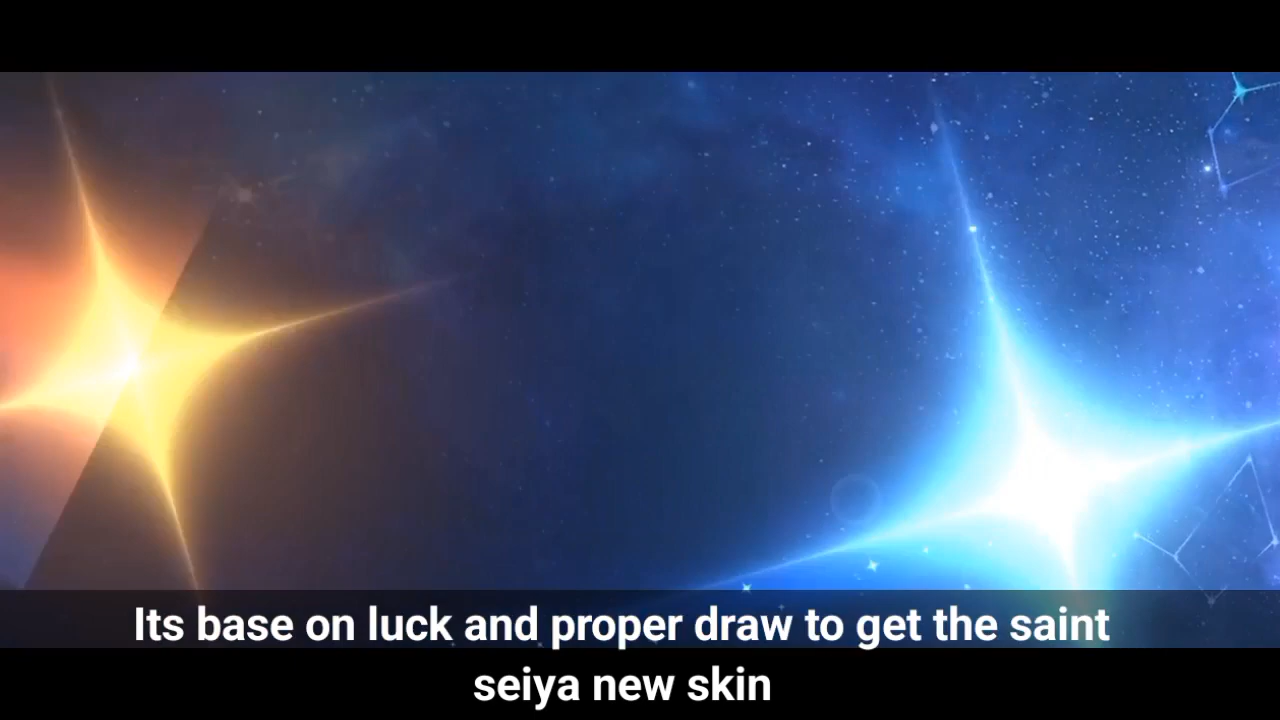 Its base on luck and proper draw to get the saint
seiya new skin